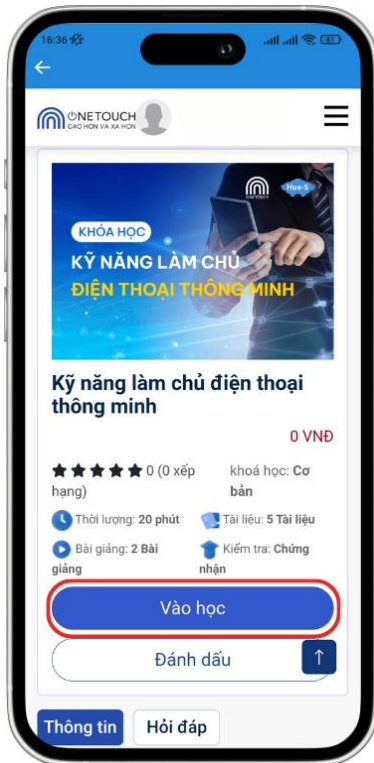 16:36
ONETOUCH
CAO HƠN VÀ XA HƠN
ONETOUCH
Hue-S
KHÓA HỌC
KỸ NĂNG LÀM CHỦ
ĐIỆN THOẠI THÔNG MINH
Kỹ năng làm chủ điện thoại
thông minh
0 VNĐ
0 (0 xếp
hạng)
khoá học: Cơ
bản
Thời lượng: 20 phút
Tài liệu: 5 Tài liệu
Bài giảng: 2 Bài
giảng
Kiểm tra: Chứng
nhận
Vào học
Đánh dấu
Thông tin
Hỏi đáp